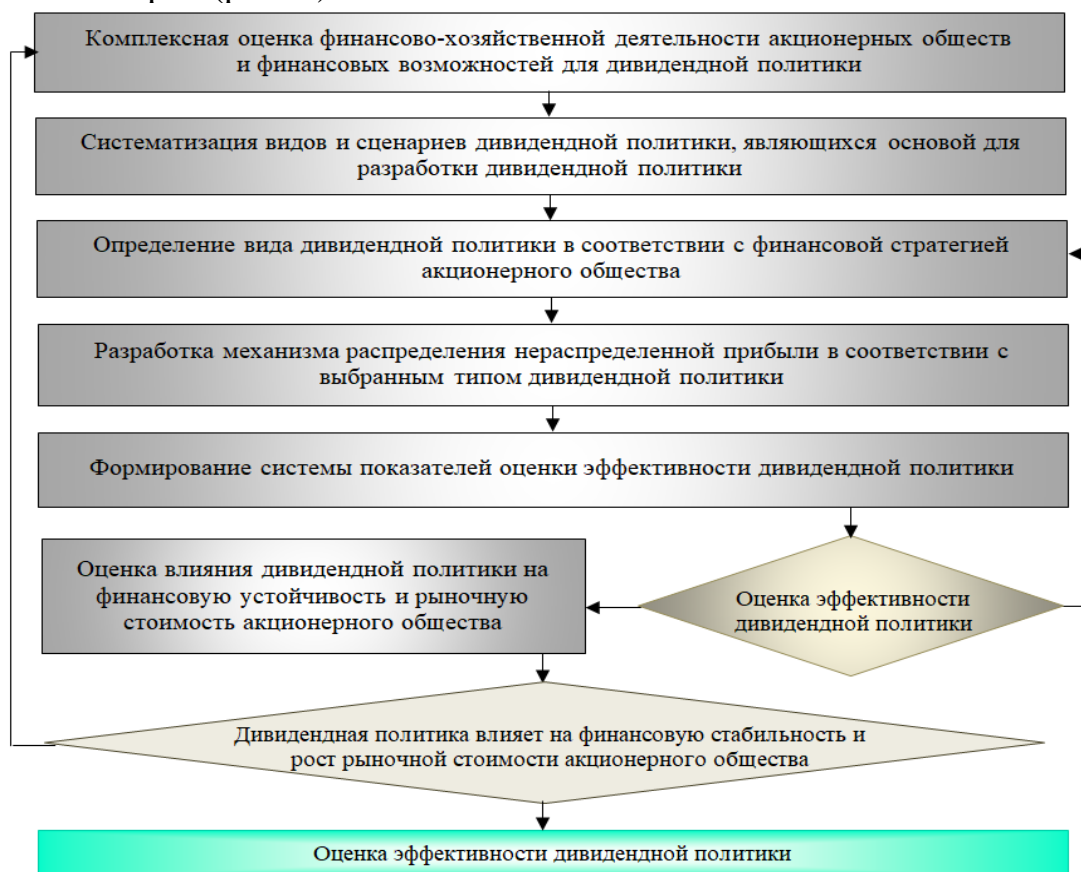 Комплексная оценка финансово-хозяйственной деятельности акционерных обществ
и финансовых возможностей для дивидендной политики
Систематизация видов и сценариев дивидендной политики, являющихся основой для
разработки дивидендной политики
Определение вида дивидендной политики в соответствии с финансовой стратегией
акционерного общества
Разработка механизма распределения нераспределенной прибыли в соответствии с
выбранным типом дивидендной политики
Формирование системы показателей оценки эффективности дивидендной политики
Оценка влияния дивидендной политики на
финансовую устойчивость и рыночную
стоимость акционерного общества
Оценка эффективности
дивидендной политики
Дивидендная политика влияет на финансовую стабильность и
рост рыночной стоимости акционерного общества
Оценка эффективности дивидендной политики